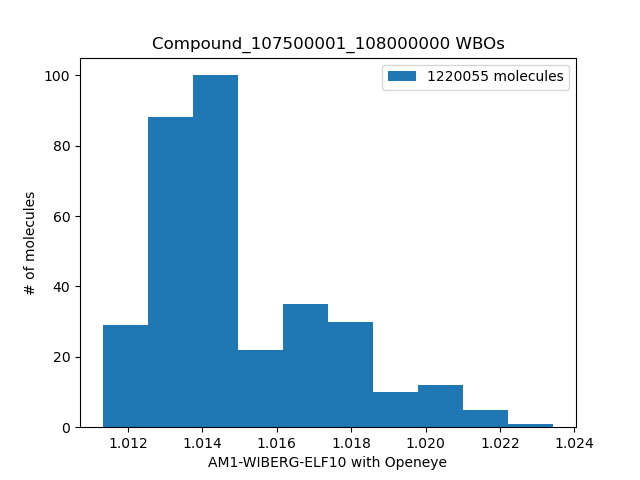 Compound_107500001_108000000 WBOs
1220055 molecules
# of molecules
100
80
60
40
20
0
1.012 1.014 1.016 1.018 1.020 1.022 1.024
AM1-WIBERG-ELF10 with Openeye